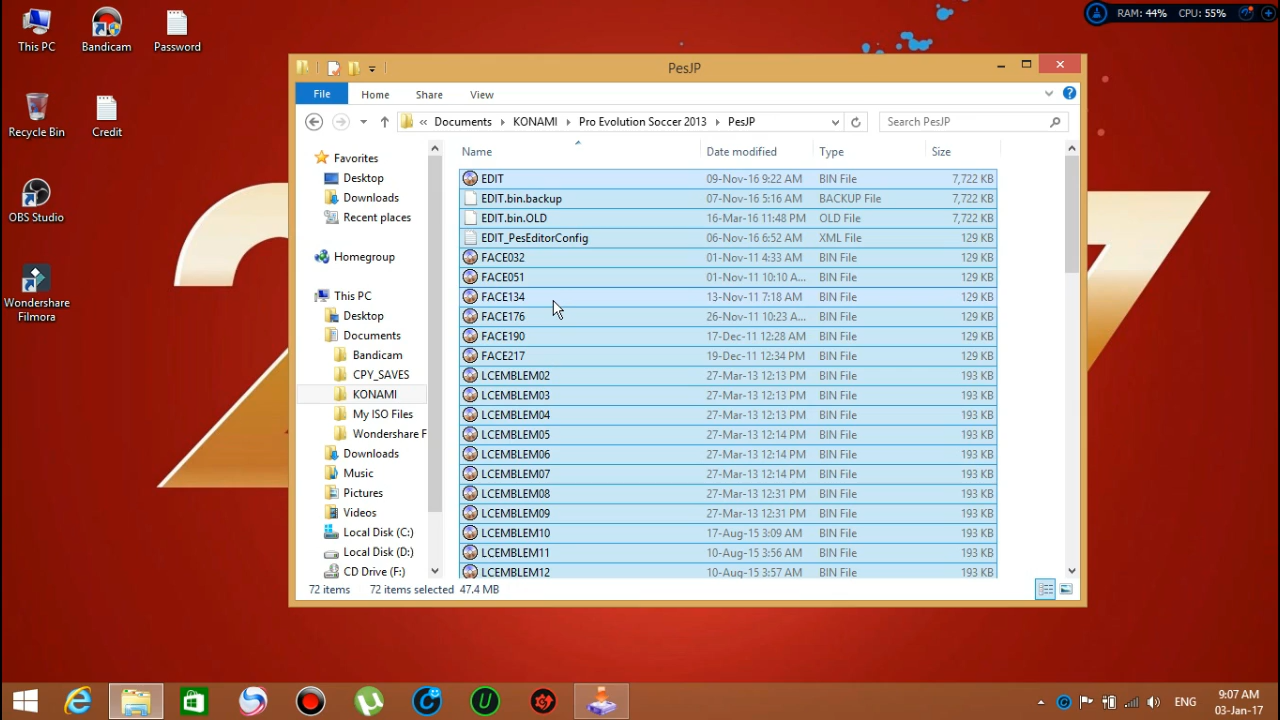 RAM: 44% CPU: 55%
This PC
Bandicam
Password
Recycle Bin
Credit
OBS Studio
Wondershare
Filmora
PesJP
File Home Share View
« Documents KONAMI Pro Evolution Soccer 2013 PesJP
Search PesJP
Favorites
Desktop
Downloads
Recent places
Homegroup
This PC
Desktop
Documents
Bandicam
CPY_SAVES
KONAMI
My ISO Files
Wondershare F
Downloads
Music
Pictures
Videos
Local Disk (C:)
Local Disk (D:)
CD Drive (F:)
Name Date modified Type Size
EDIT 09-Nov-16 9:22 AM BIN File 7,722 KB
EDIT.bin.backup 07-Nov-16 5:16 AM BACKUP File 7,722 KB
EDIT.bin.OLD 16-Mar-16 11:48 PM OLD File 7,722 KB
EDIT_PesEditorConfig 06-Nov-16 6:52 AM XML File 129 KB
FACE032 01-Nov-11 4:33 AM BIN File 129 KB
FACE051 01-Nov-11 10:10 A... BIN File 129 KB
FACE134 13-Nov-11 7:18 AM BIN File 129 KB
FACE176 26-Nov-11 10:23 A... BIN File 129 KB
FACE190 17-Dec-11 12:28 AM BIN File 129 KB
FACE217 19-Dec-11 12:34 PM BIN File 129 KB
LCEMBLEM02 27-Mar-13 12:13 PM BIN File 193 KB
LCEMBLEM03 27-Mar-13 12:13 PM BIN File 193 KB
LCEMBLEM04 27-Mar-13 12:13 PM BIN File 193 KB
LCEMBLEM05 27-Mar-13 12:14 PM BIN File 193 KB
LCEMBLEM06 27-Mar-13 12:14 PM BIN File 193 KB
LCEMBLEM07 27-Mar-13 12:14 PM BIN File 193 KB
LCEMBLEM08 27-Mar-13 12:31 PM BIN File 193 KB
LCEMBLEM09 27-Mar-13 12:31 PM BIN File 193 KB
LCEMBLEM10 17-Aug-15 3:09 AM BIN File 193 KB
LCEMBLEM11 10-Aug-15 3:56 AM BIN File 193 KB
LCEMBLEM12 10-Aug-15 3:57 AM BIN File 193 KB
72 items 72 items selected 47.4 MB
ENG
9:07 AM
03-Jan-17